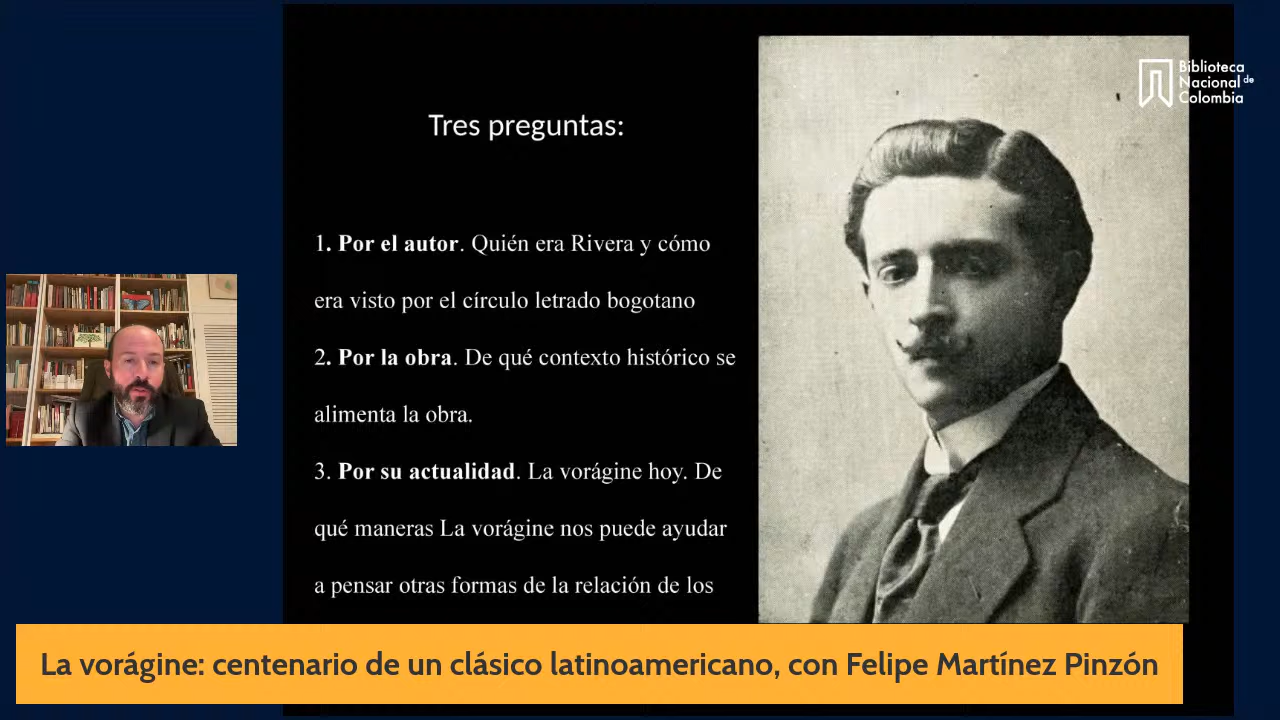 Biblioteca
Nacional de
Colombia
Tres preguntas:
1. Por el autor. Quién era Rivera y cómo
era visto por el círculo letrado bogotano
2. Por la obra. De qué contexto histórico se
alimenta la obra.
3. Por su actualidad. La vorágine hoy. De
qué maneras La vorágine nos puede ayudar
a pensar otras formas de la relación de los
La vorágine: centenario de un clásico latinoamericano, con Felipe Martínez Pinzón